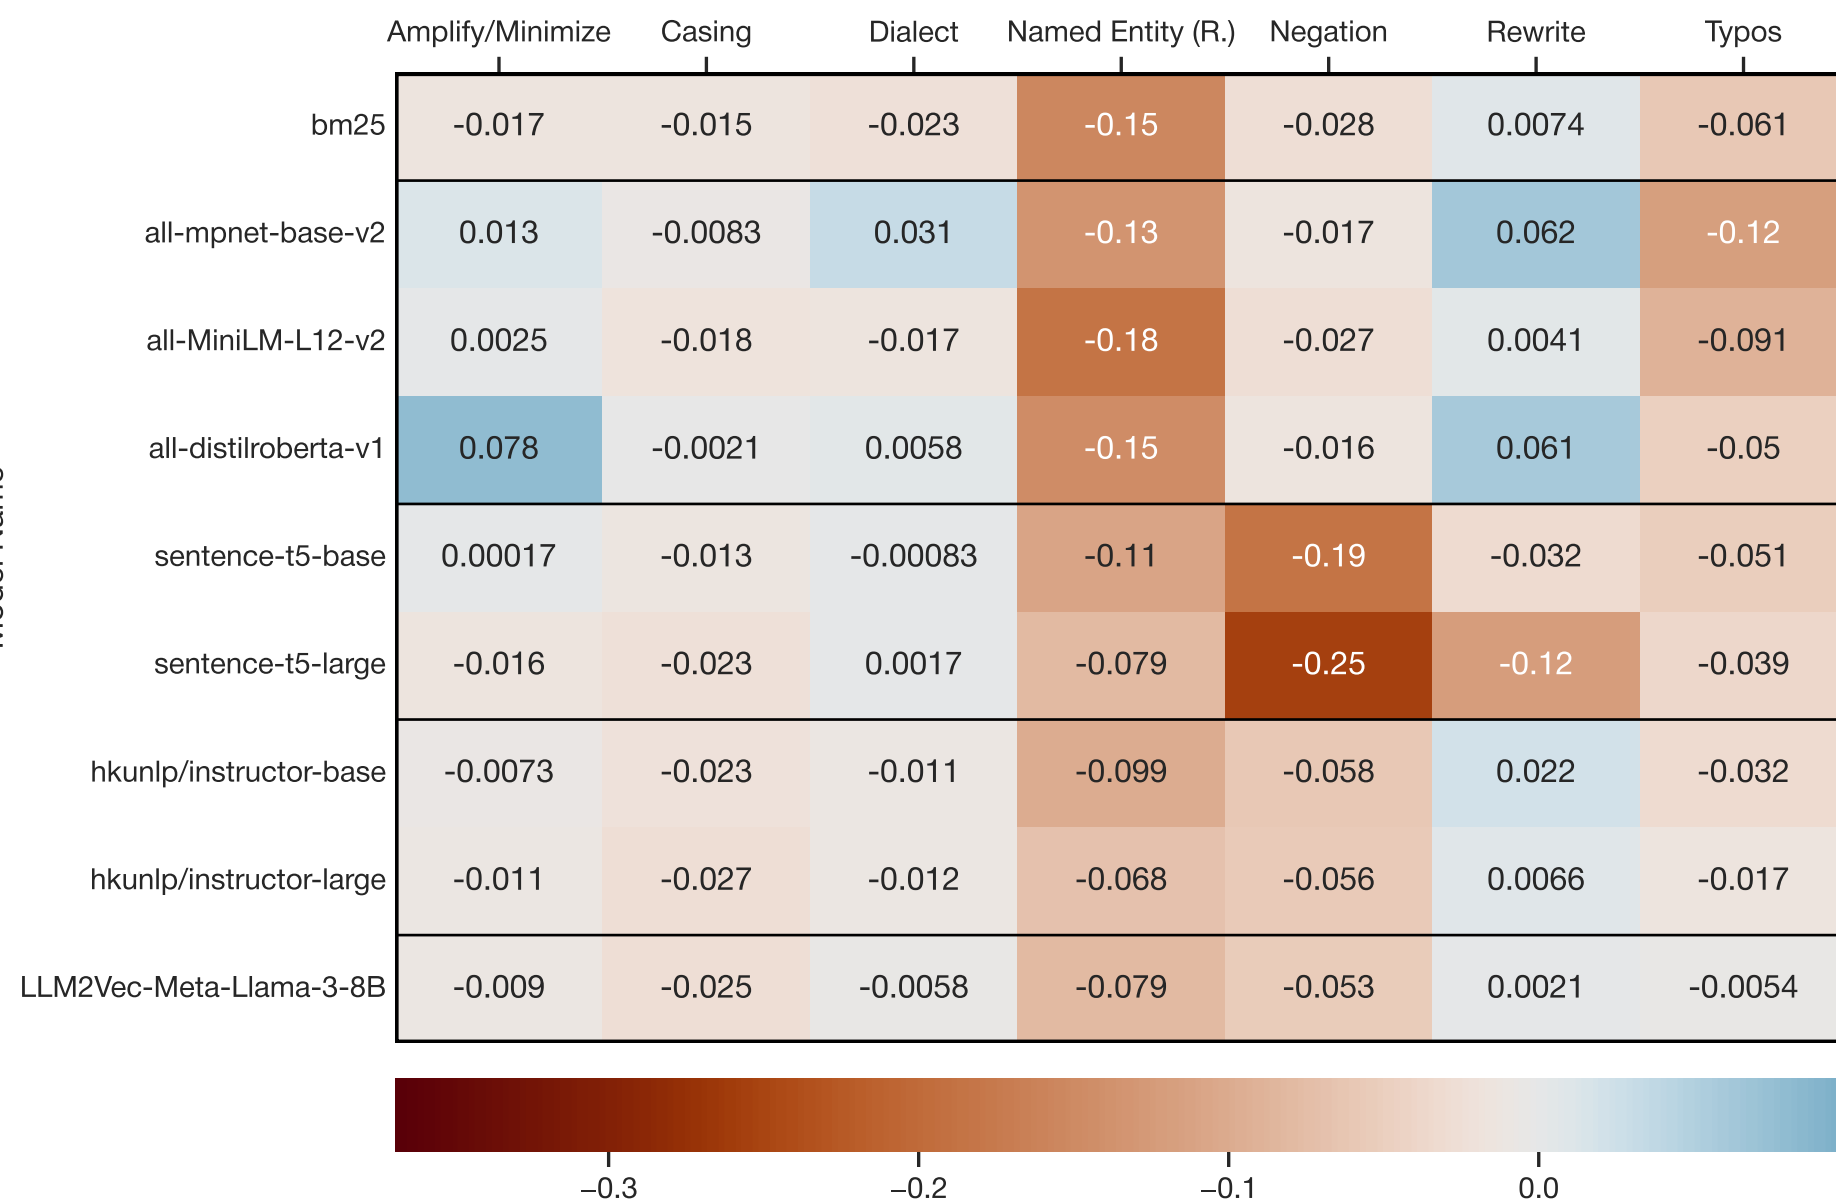 Amplify/Minimize Casing Dialect Named Entity (R.) Negation Rewrite Typos
bm25 -0.017 -0.015 -0.023 -0.15 -0.028 0.0074 -0.061
all-mpnet-base-v2 0.013 -0.0083 0.031 -0.13 -0.017 0.062 -0.12
all-MiniLM-L12-v2 0.0025 -0.018 -0.017 -0.18 -0.027 0.0041 -0.091
all-distilroberta-v1 0.078 -0.0021 0.0058 -0.15 -0.016 0.061 -0.05
sentence-t5-base 0.00017 -0.013 -0.00083 -0.11 -0.19 -0.032 -0.051
sentence-t5-large -0.016 -0.023 0.0017 -0.079 -0.25 -0.12 -0.039
hkunlp/instructor-base -0.0073 -0.023 -0.011 -0.099 -0.058 0.022 -0.032
hkunlp/instructor-large -0.011 -0.027 -0.012 -0.068 -0.056 0.0066 -0.017
LLM2Vec-Meta-Llama-3-8B -0.009 -0.025 -0.0058 -0.079 -0.053 0.0021 -0.0054
−0.3 −0.2 −0.1 0.0